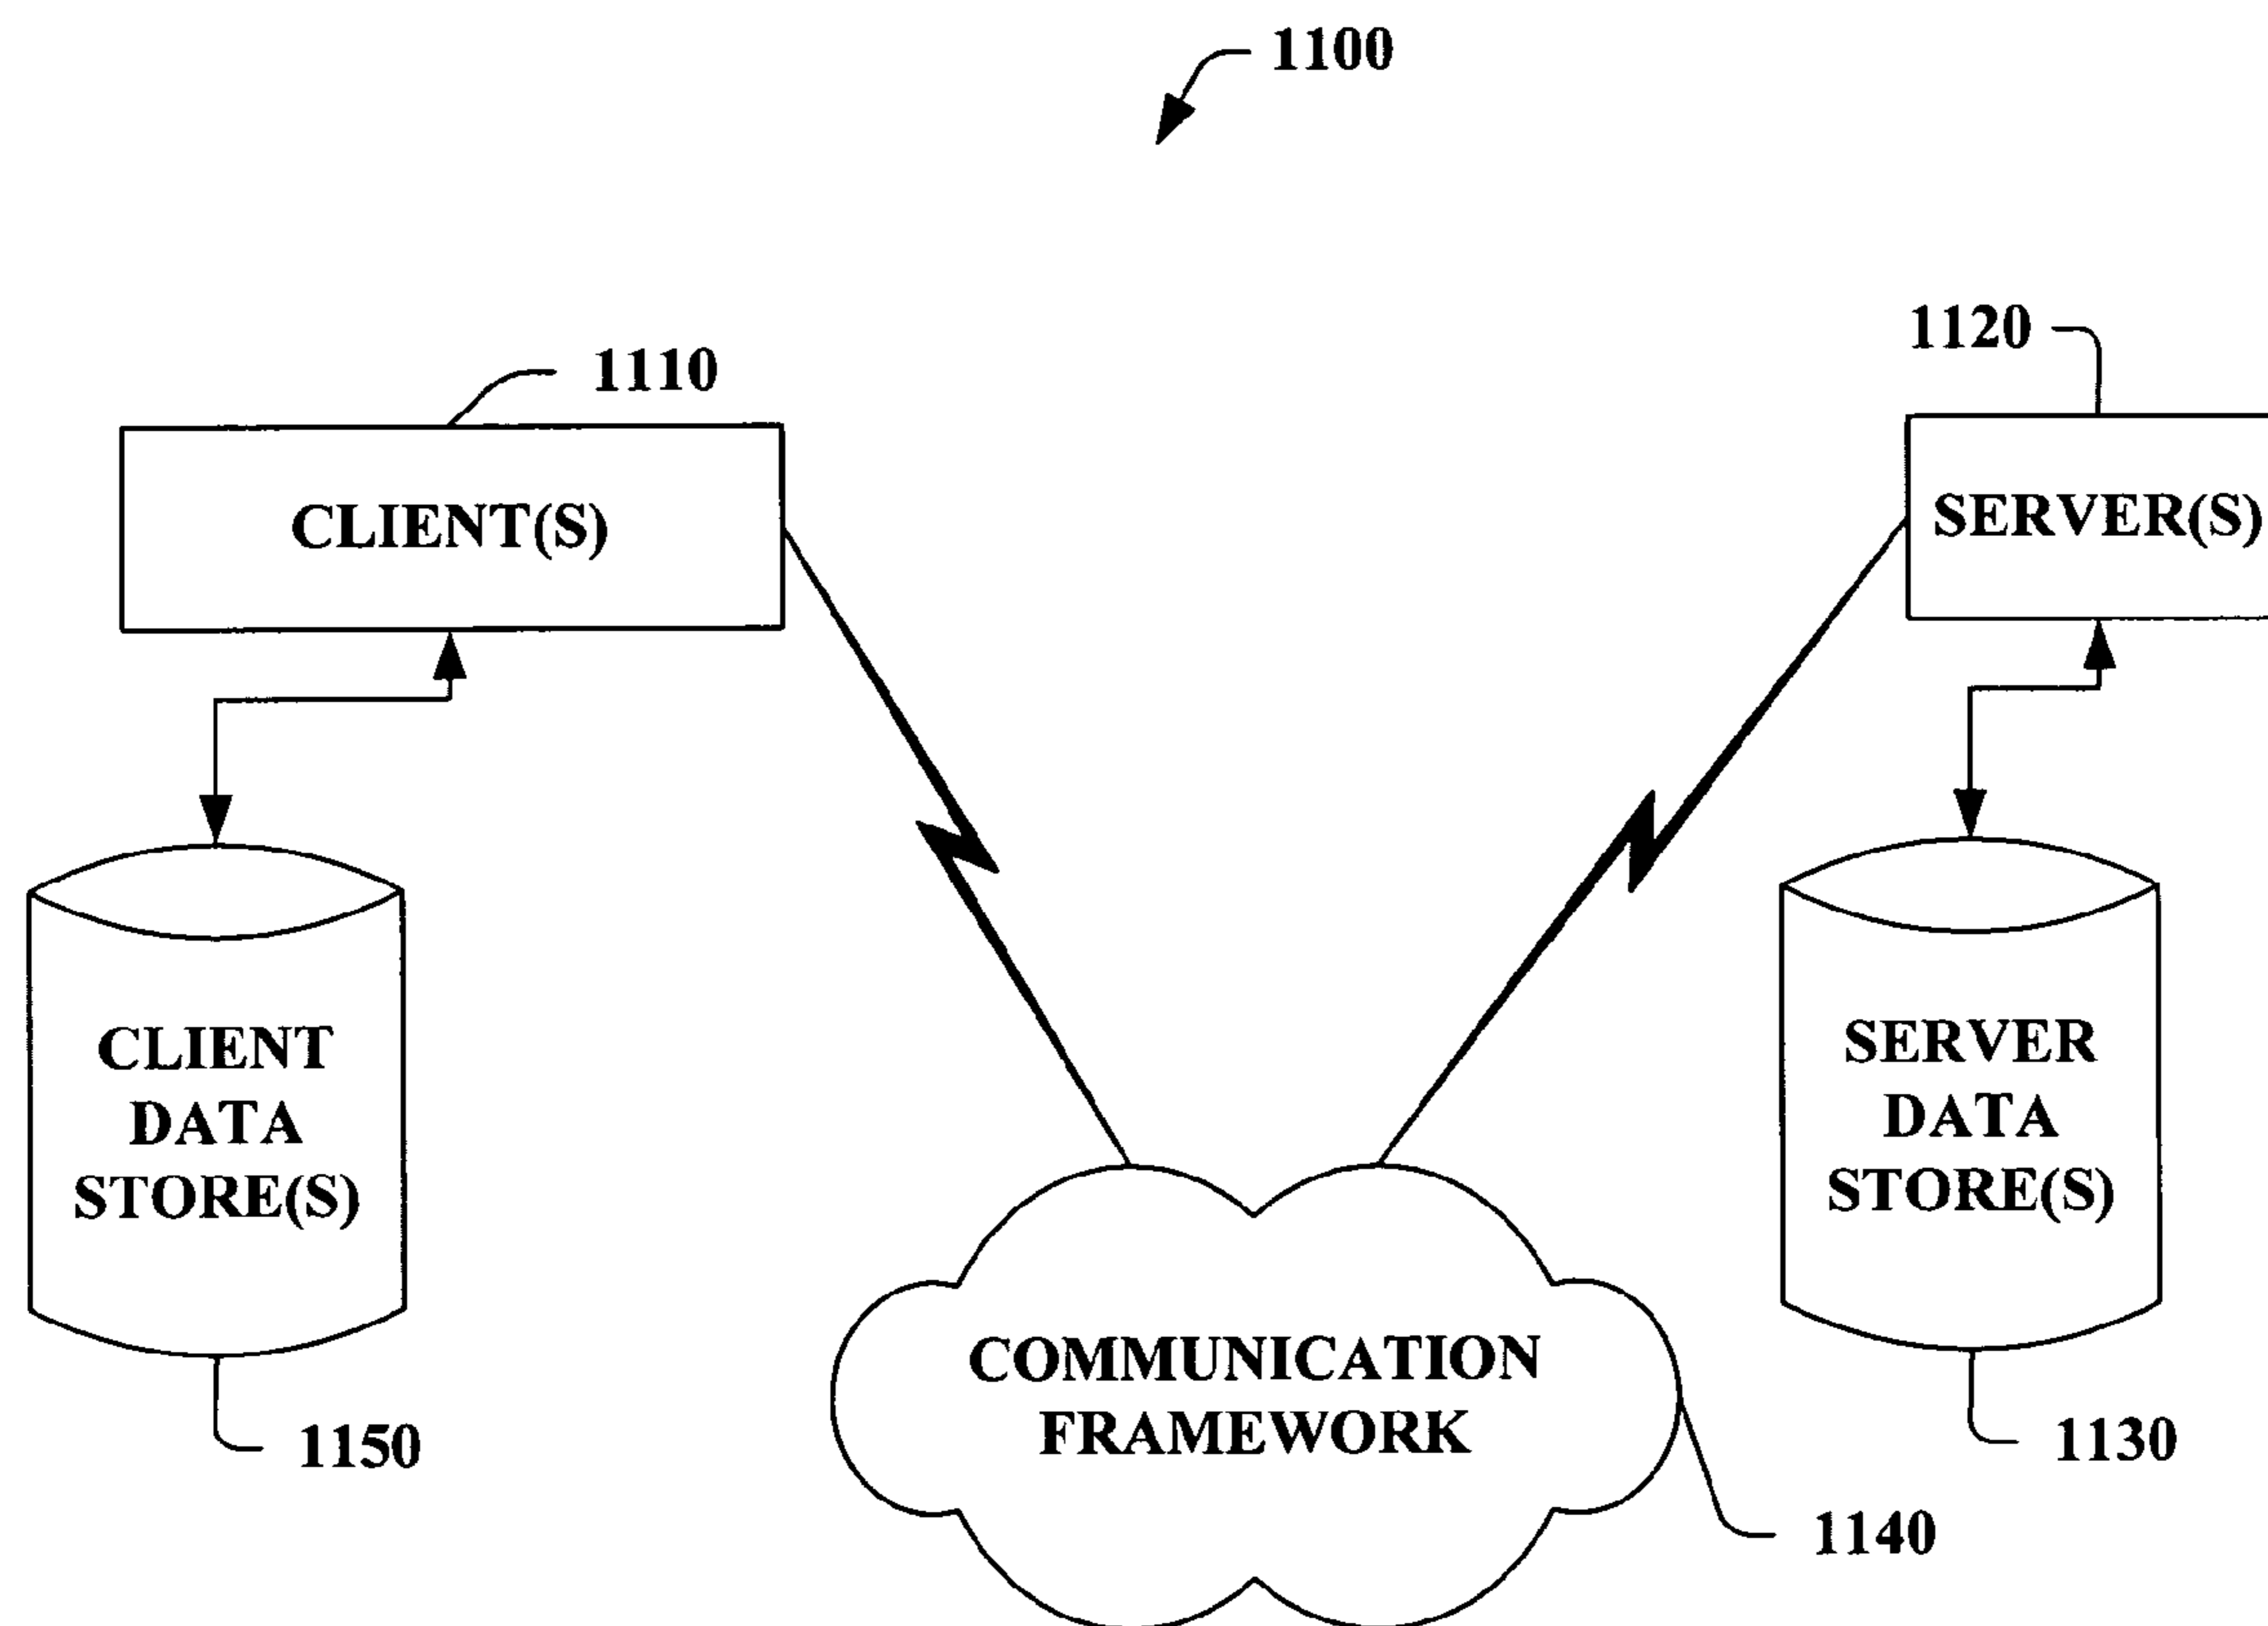 1100
1110
1120
CLIENT(S)
SERVER(S)
CLIENT
DATA
STORE(S)
SERVER
DATA
STORE(S)
COMMUNICATION
FRAMEWORK
1150
1130
1140